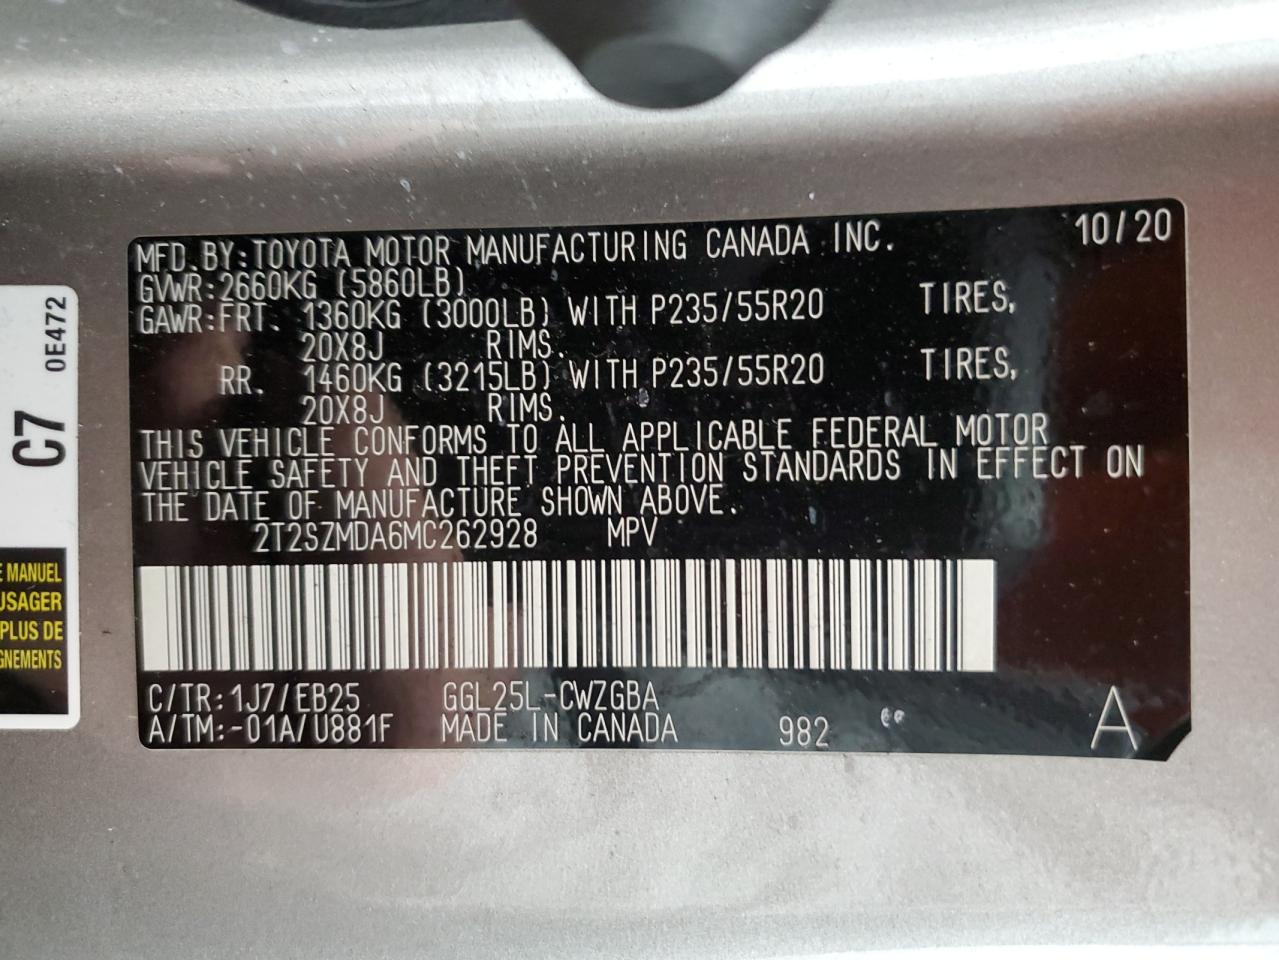 MFD.BY:TOYOTA MOTOR MANUFACTURING CANADA INC. 10/20
GVWR:2660KG (5860LB)
GAWR:FRT. 1360KG (3000LB) WITH P235/55R20 TIRES,
20X8J RIMS.
RR. 1460KG (3215LB) WITH P235/55R20 TIRES,
20X8J RIMS.
THIS VEHICLE CONFORMS TO ALL APPLICABLE FEDERAL MOTOR
VEHICLE SAFETY AND THEFT PREVENTION STANDARDS IN EFFECT ON
THE DATE OF MANUFACTURE SHOWN ABOVE.
2T2SZMDA6MC262928 MPV
C/TR:1J7/EB25 GGL25L-CWZGBA
A/TM:-01A/U881F MADE IN CANADA 982 A
C7 0E472
MANUEL
PLUS DE